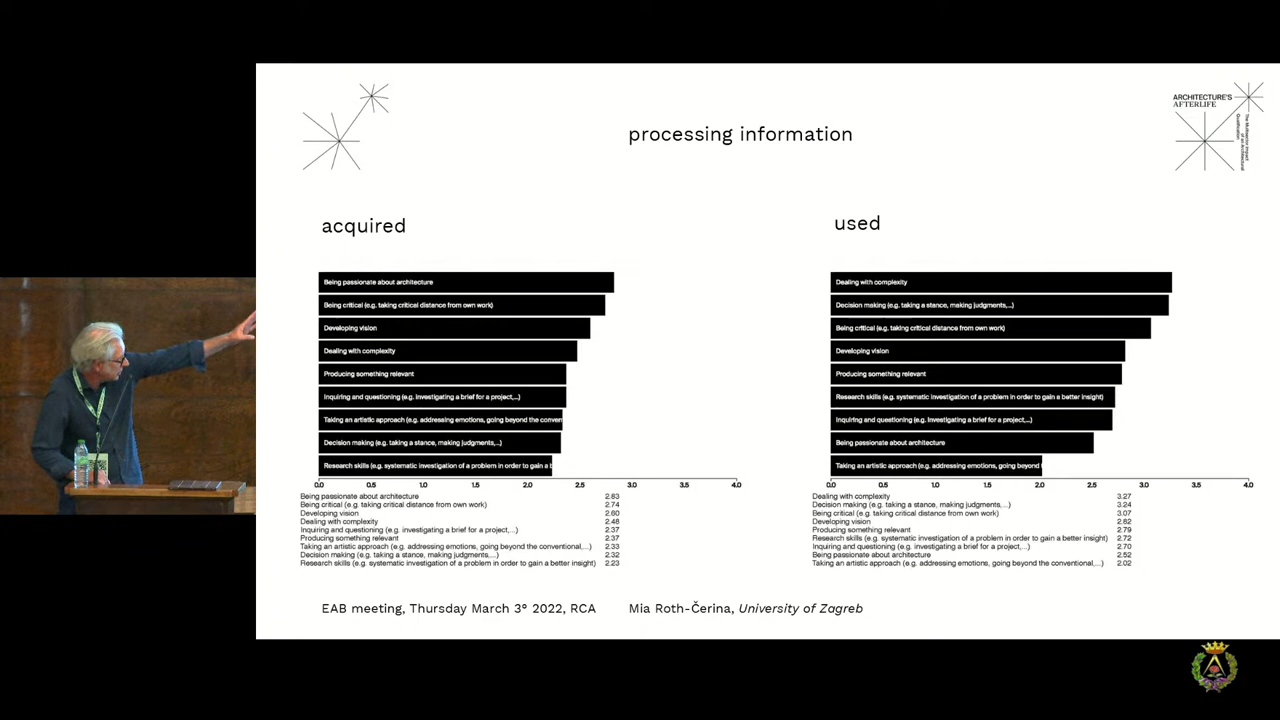 ARCHITECTURE'S
AFTERLIFE
The Multisector Impact
of an Architectural
Qualification
processing information
acquired
Being passionate about architecture
Being critical (e.g. taking critical distance from own work)
Developing vision
Dealing with complexity
Producing something relevant
Inquiring and questioning (e.g. investigating a brief for a project,...)
Taking an artistic approach (e.g. addressing emotions, going beyond the conven
Decision making (e.g. taking a stance, making judgments,...)
Research skills (e.g. systematic investigation of a problem in order to gain a b
0.0 0.5 1.0 1.5 2.0 2.5 3.0 3.5 4.0
Being passionate about architecture 2.83
Being critical (e.g. taking critical distance from own work) 2.74
Developing vision 2.60
Dealing with complexity 2.48
Inquiring and questioning (e.g. investigating a brief for a project,...) 2.37
Producing something relevant 2.37
Taking an artistic approach (e.g. addressing emotions, going beyond the conventional,...) 2.33
Decision making (e.g. taking a stance, making judgments,...) 2.32
Research skills (e.g. systematic investigation of a problem in order to gain a better insight) 2.23
used
Dealing with complexity
Decision making (e.g. taking a stance, making judgments,...)
Being critical (e.g. taking critical distance from own work)
Developing vision
Producing something relevant
Research skills (e.g. systematic investigation of a problem in order to gain a better insight)
Inquiring and questioning (e.g. investigating a brief for a project,...)
Being passionate about architecture
Taking an artistic approach (e.g. addressing emotions, going beyond t
0.0 0.5 1.0 1.5 2.0 2.5 3.0 3.5 4.0
Dealing with complexity 3.27
Decision making (e.g. taking a stance, making judgments,...) 3.24
Being critical (e.g. taking critical distance from own work) 3.07
Developing vision 2.82
Producing something relevant 2.79
Research skills (e.g. systematic investigation of a problem in order to gain a better insight) 2.72
Inquiring and questioning (e.g. investigating a brief for a project,...) 2.70
Being passionate about architecture 2.52
Taking an artistic approach (e.g. addressing emotions, going beyond the conventional,...) 2.02
EAB meeting, Thursday March 3° 2022, RCA
Mia Roth-Čerina, University of Zagreb